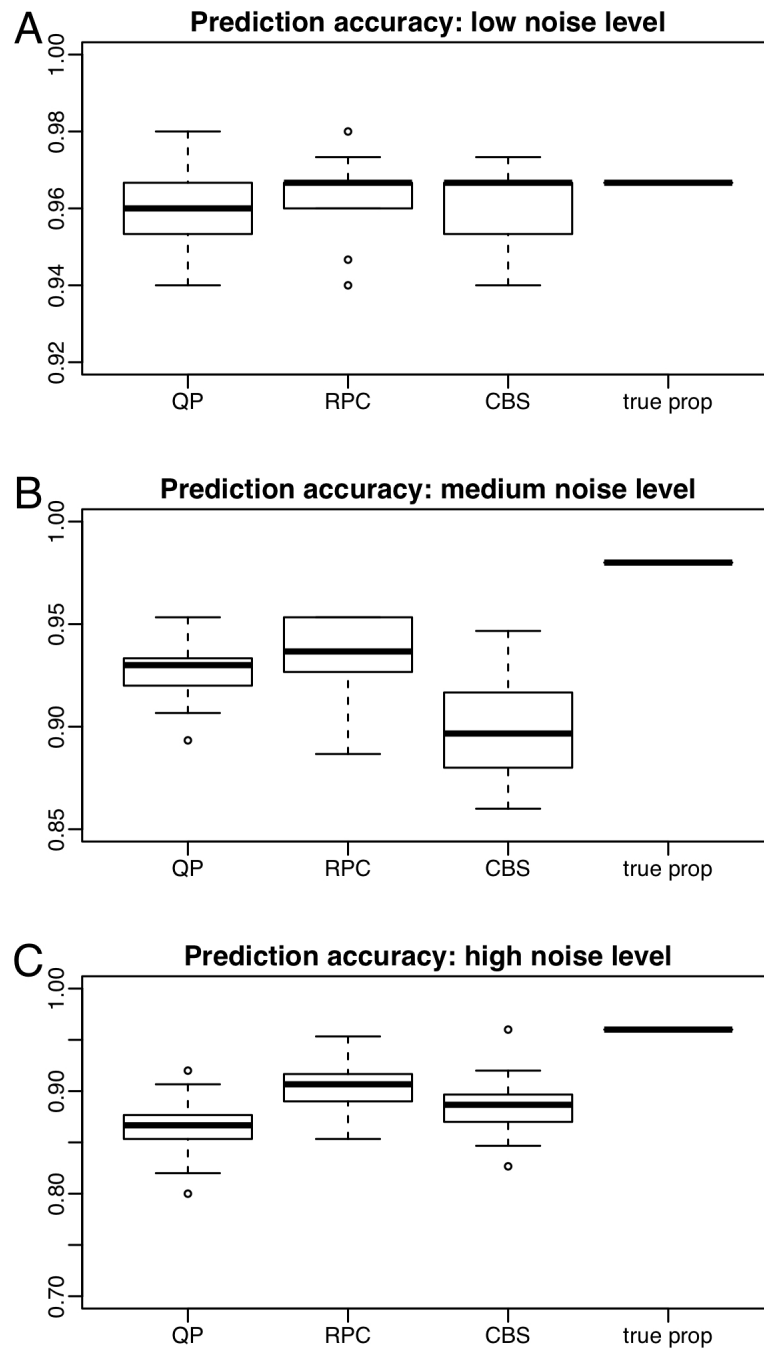 A
Prediction accuracy: low noise level
1.00
0.98
0.96
0.94
0.92
QP RPC CBS true prop
B
Prediction accuracy: medium noise level
1.00
0.95
0.90
0.85
QP RPC CBS true prop
C
Prediction accuracy: high noise level
1.00
0.90
0.80
0.70
QP RPC CBS true prop